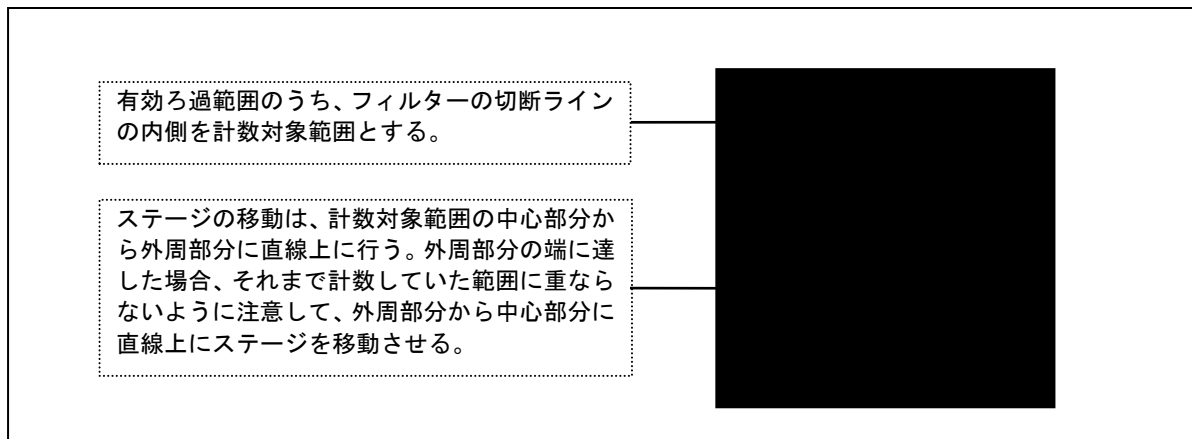 有効ろ過範囲のうち、フィルターの切断ライン
の内側を計数対象範囲とする。
ステージの移動は、計数対象範囲の中心部分か
ら外周部分に直線上に行う。外周部分の端に達
した場合、それまで計数していた範囲に重なら
ないように注意して、外周部分から中心部分に
直線上にステージを移動させる。